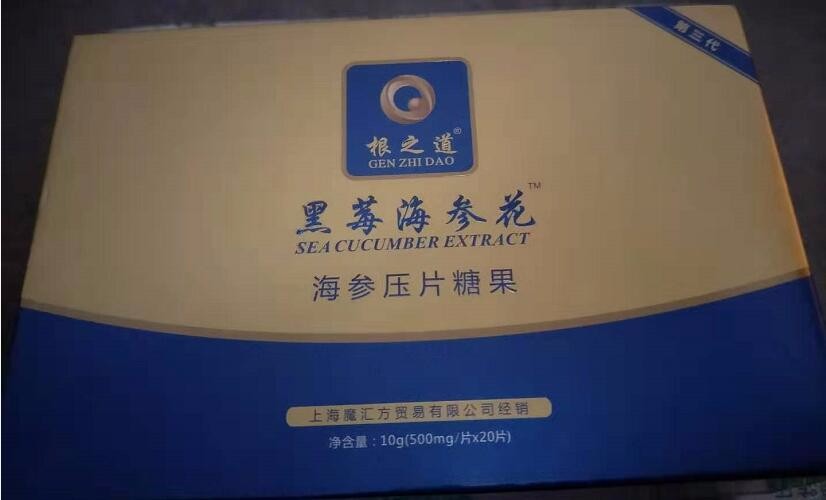 第三代
根之道®
GEN ZHI DAO
黑莓海参花™
SEA CUCUMBER EXTRACT
海参压片糖果
上海魔汇方贸易有限公司经销
净含量：10g(500mg/片x20片)